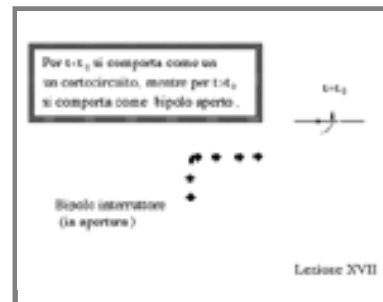 Per t<t₀ si comporta come un
un cortocircuito, mentre per t>t₀
si comporta come bipolo aperto.
t=t₀
Bipolo interruttore
(in apertura)
Lezione XVII